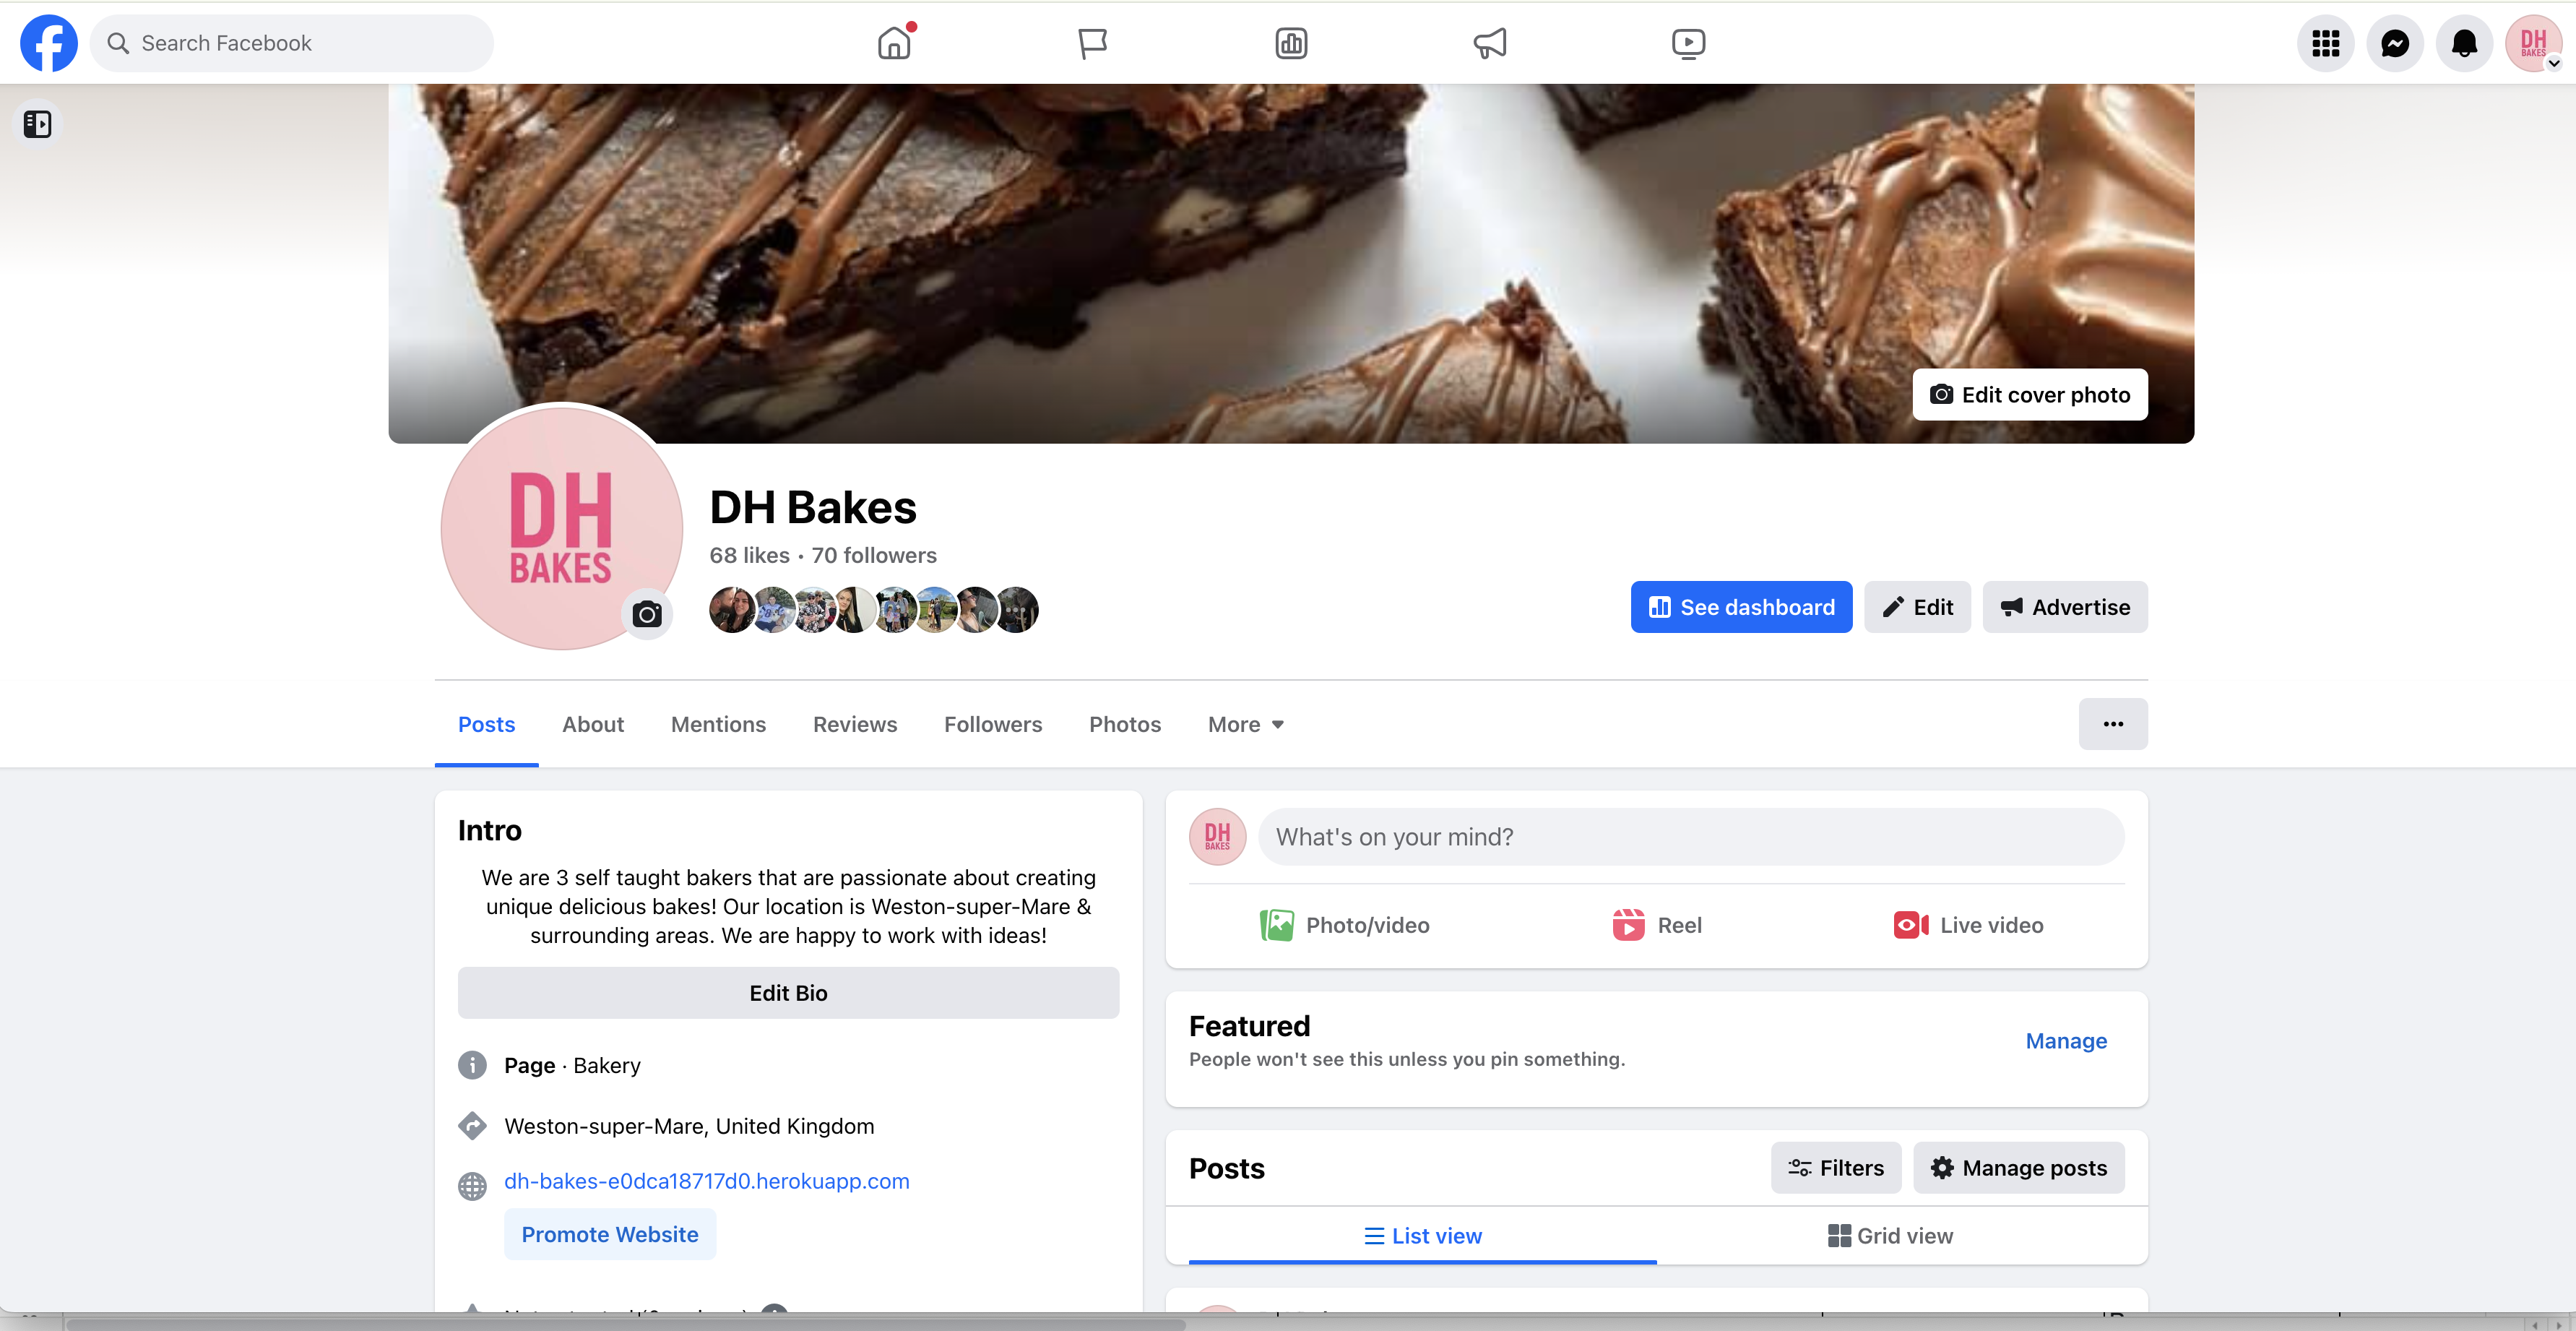 Search Facebook
DH
BAKES
Edit cover photo
DH
BAKES
DH Bakes
68 likes • 70 followers
See dashboard
Edit
Advertise
Posts
About
Mentions
Reviews
Followers
Photos
More
Intro
We are 3 self taught bakers that are passionate about creating
unique delicious bakes! Our location is Weston-super-Mare &
surrounding areas. We are happy to work with ideas!
Edit Bio
Page · Bakery
Weston-super-Mare, United Kingdom
dh-bakes-e0dca18717d0.herokuapp.com
Promote Website
DH
BAKES
What's on your mind?
Photo/video
Reel
Live video
Featured
People won't see this unless you pin something.
Manage
Posts
Filters
Manage posts
List view
Grid view